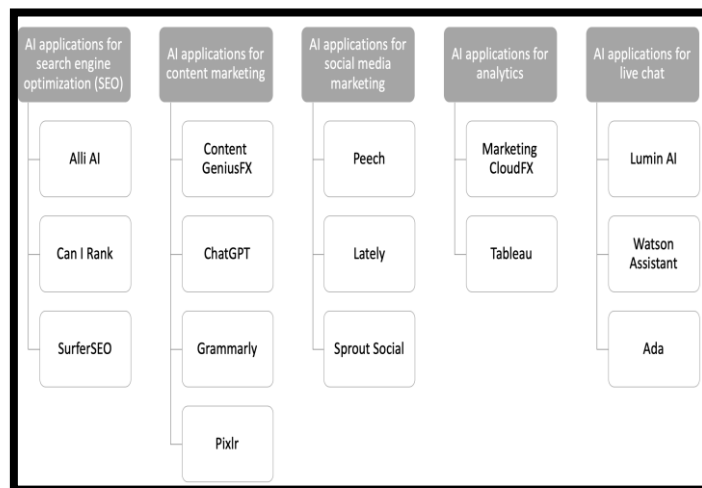 AI applications for
search engine
optimization (SEO)
Alli AI
Can I Rank
SurferSEO
AI applications for
content marketing
Content
GeniusFX
ChatGPT
Grammarly
Pixlr
AI applications for
social media
marketing
Peech
Lately
Sprout Social
AI applications for
analytics
Marketing
CloudFX
Tableau
AI applications for
live chat
Lumin AI
Watson
Assistant
Ada